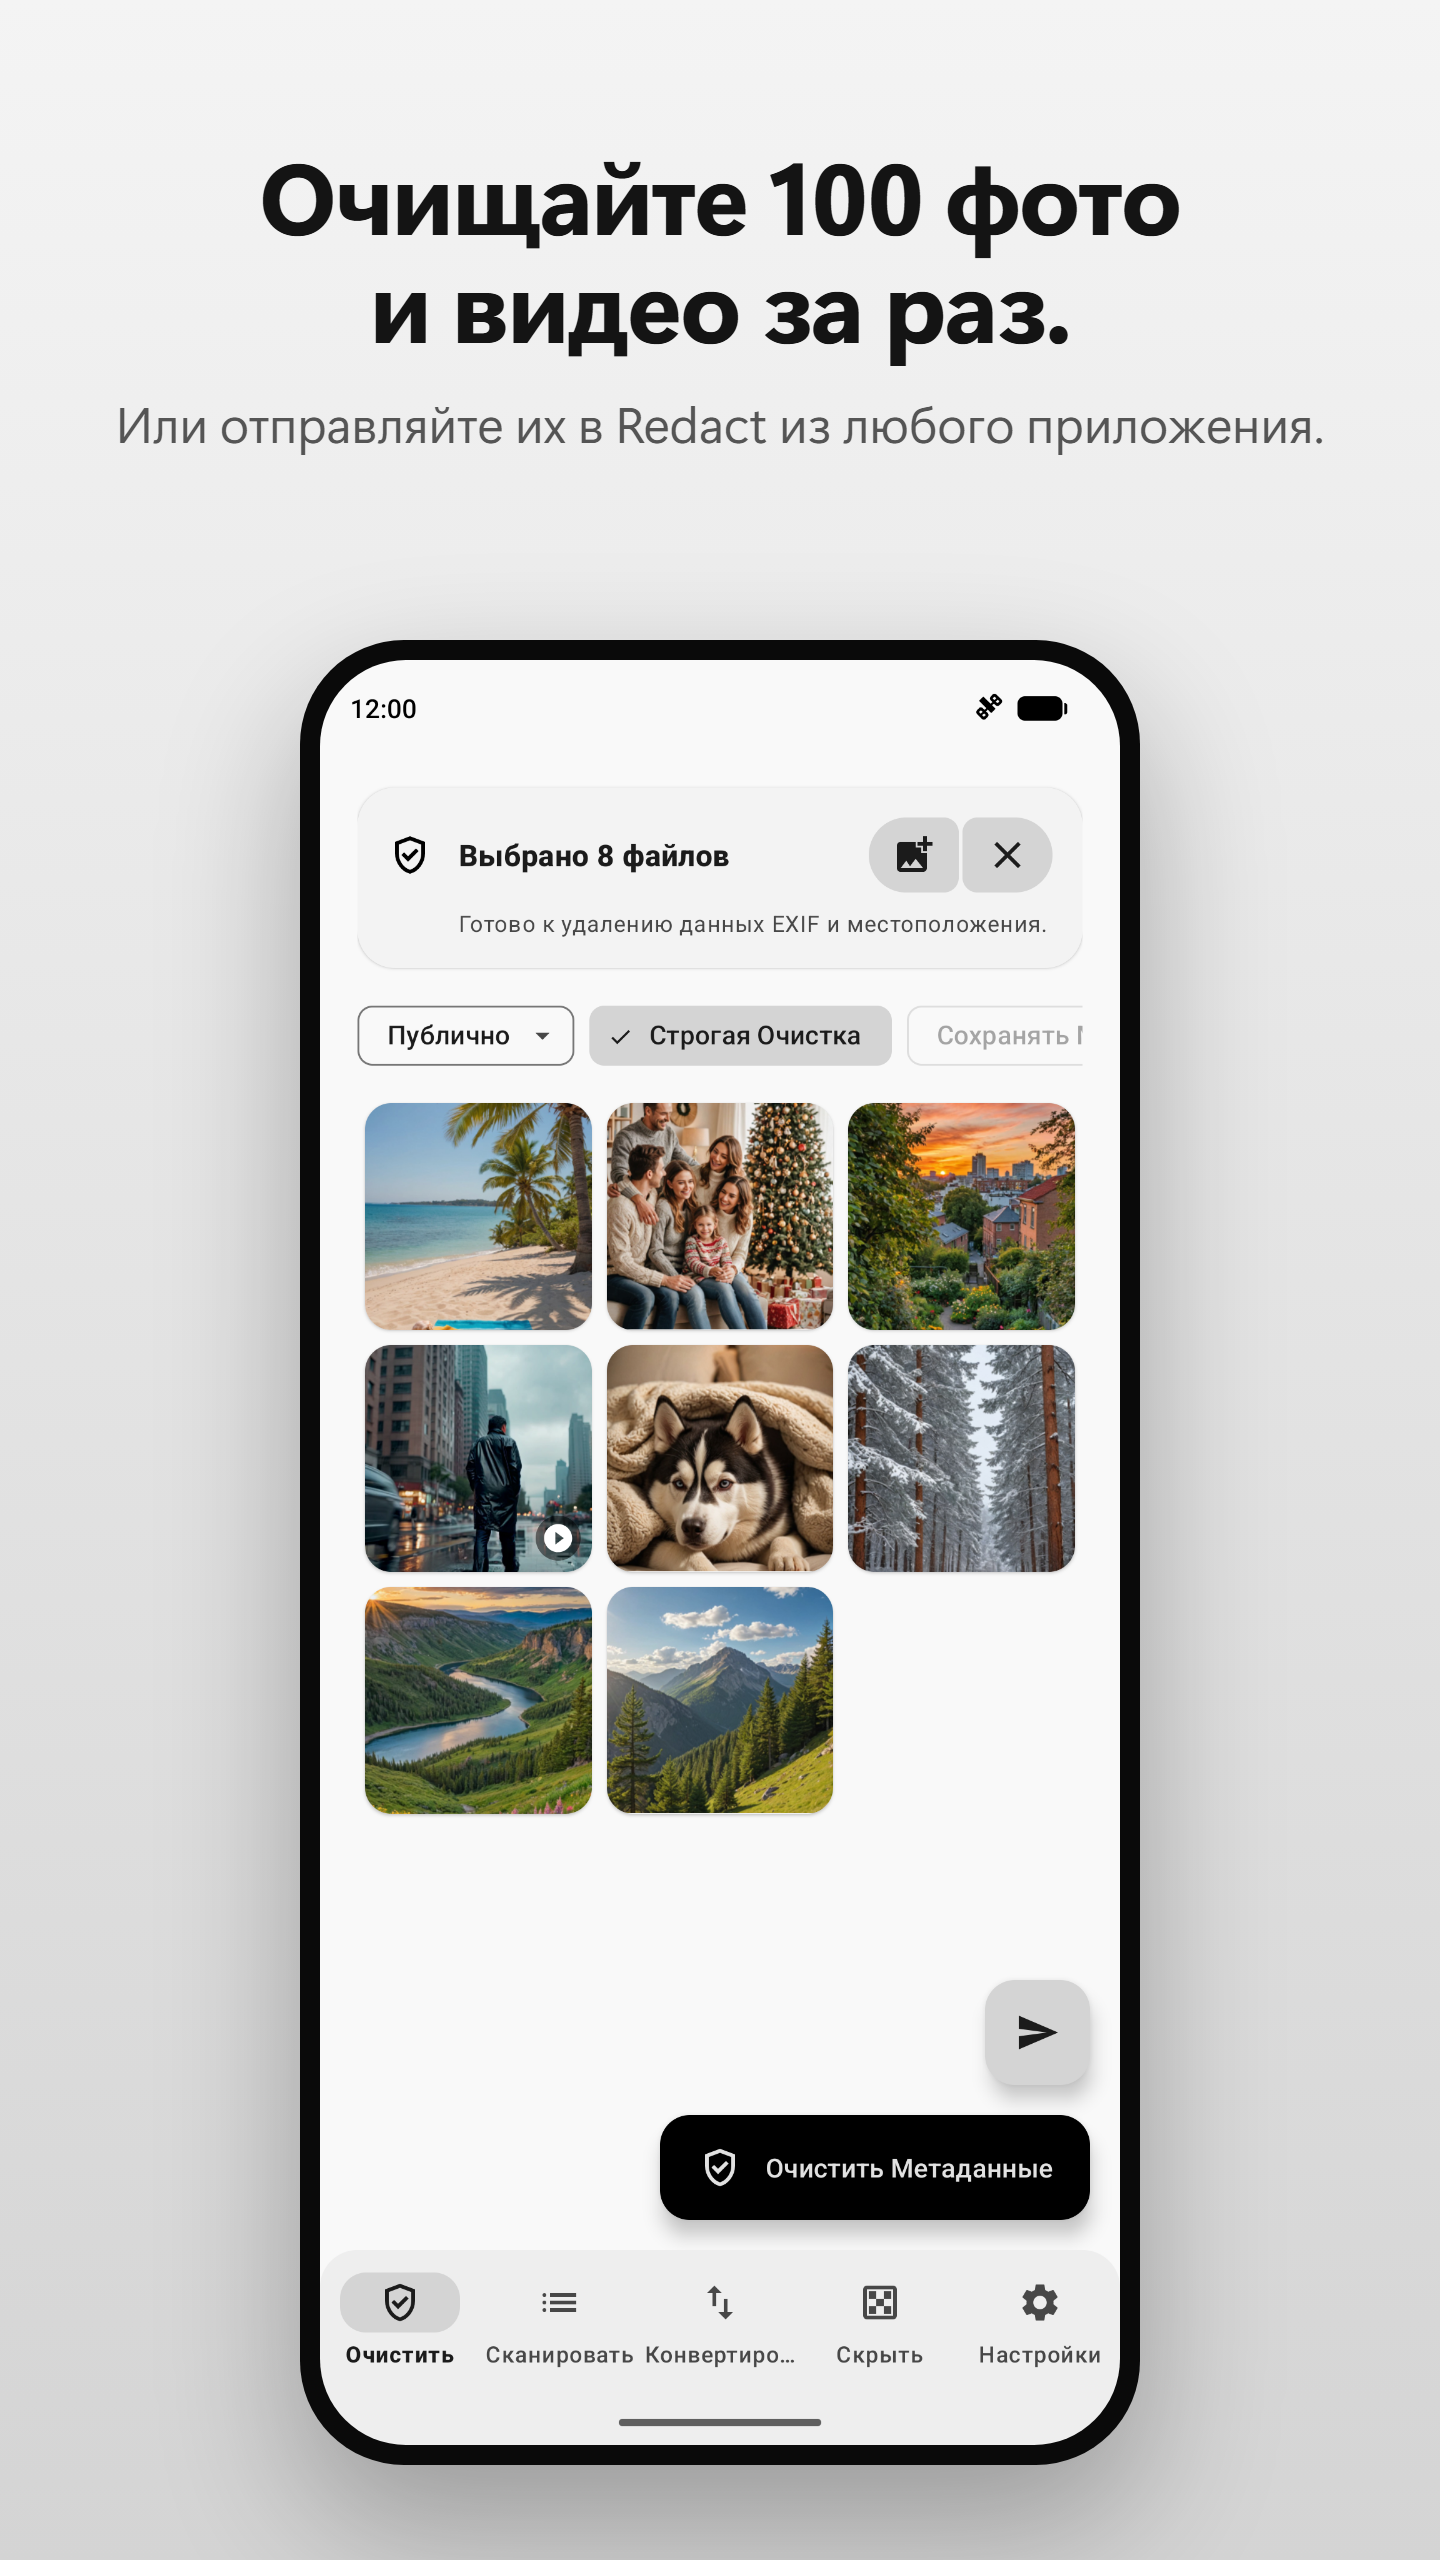 Очищайте 100 фото
и видео за раз.
Или отправляйте их в Redact из любого приложения.
12:00
Выбрано 8 файлов
Готово к удалению данных EXIF и местоположения.
Публично
Строгая Очистка
Сохранять
Очистить Метаданные
Очистить
Сканировать
Конвертиро...
Скрыть
Настройки